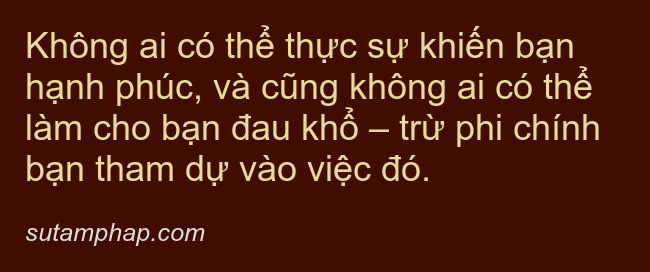 Không ai có thể thực sự khiến bạn
hạnh phúc, và cũng không ai có thể
làm cho bạn đau khổ – trừ phi chính
bạn tham dự vào việc đó.
sutamphap.com